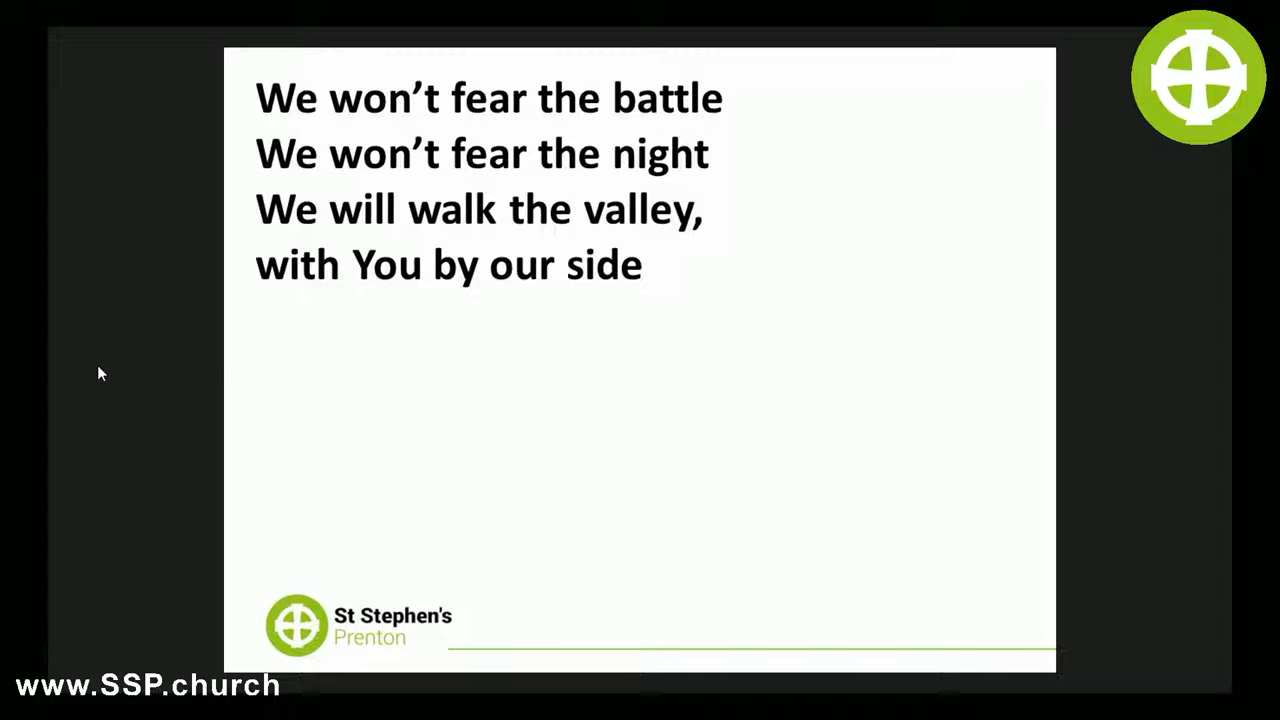 We won’t fear the battle
We won’t fear the night
We will walk the valley,
with You by our side
St Stephen's
Prenton
www.SSP.church